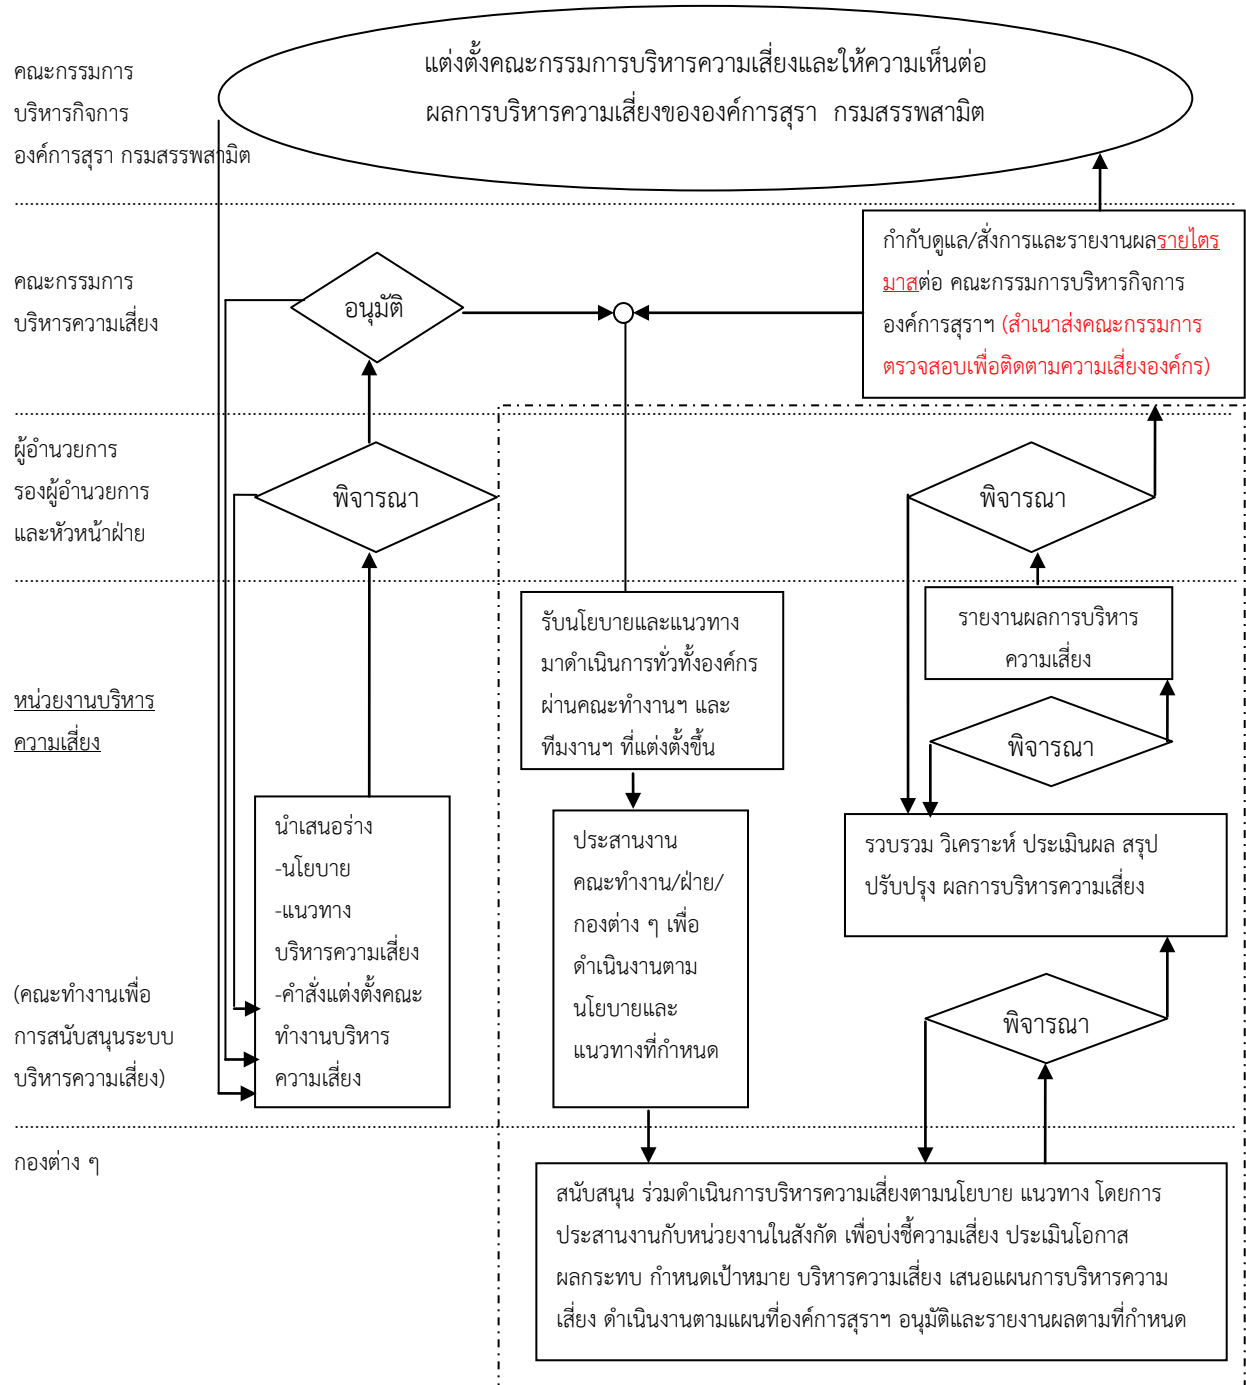 แต่งตั้งคณะกรรมการบริหารความเสี่ยงและให้ความเห็นต่อ
ผลการบริหารความเสี่ยงขององค์การสุรา กรมสรรพสามิต
คณะกรรมการ
บริหารกิจการ
องค์การสุรา กรมสรรพสามิต
คณะกรรมการ
บริหารความเสี่ยง
อนุมัติ
กำกับดูแล/สั่งการและรายงานผลรายไตร
มาสต่อ คณะกรรมการบริหารกิจการ
องค์การสุราฯ (สำเนาส่งคณะกรรมการ
ตรวจสอบเพื่อติดตามความเสี่ยงองค์กร)
ผู้อำนวยการ
รองผู้อำนวยการ
และหัวหน้าฝ่าย
พิจารณา
พิจารณา
หน่วยงานบริหาร
ความเสี่ยง
รับนโยบายและแนวทาง
มาดำเนินการทั่วทั้งองค์กร
ผ่านคณะทำงานฯ และ
ทีมงานฯ ที่แต่งตั้งขึ้น
รายงานผลการบริหาร
ความเสี่ยง
พิจารณา
นำเสนอร่าง
-นโยบาย
-แนวทาง
บริหารความเสี่ยง
-คำสั่งแต่งตั้งคณะ
ทำงานบริหาร
ความเสี่ยง
ประสานงาน
คณะทำงาน/ฝ่าย/
กองต่าง ๆ เพื่อ
ดำเนินงานตาม
นโยบายและ
แนวทางที่กำหนด
รวบรวม วิเคราะห์ ประเมินผล สรุป
ปรับปรุง ผลการบริหารความเสี่ยง
(คณะทำงานเพื่อ
การสนับสนุนระบบ
บริหารความเสี่ยง)
พิจารณา
กองต่าง ๆ
สนับสนุน ร่วมดำเนินการบริหารความเสี่ยงตามนโยบาย แนวทาง โดยการ
ประสานงานกับหน่วยงานในสังกัด เพื่อบ่งชี้ความเสี่ยง ประเมินโอกาส
ผลกระทบ กำหนดเป้าหมาย บริหารความเสี่ยง เสนอแผนการบริหารความ
เสี่ยง ดำเนินงานตามแผนที่องค์การสุราฯ อนุมัติและรายงานผลตามที่กำหนด